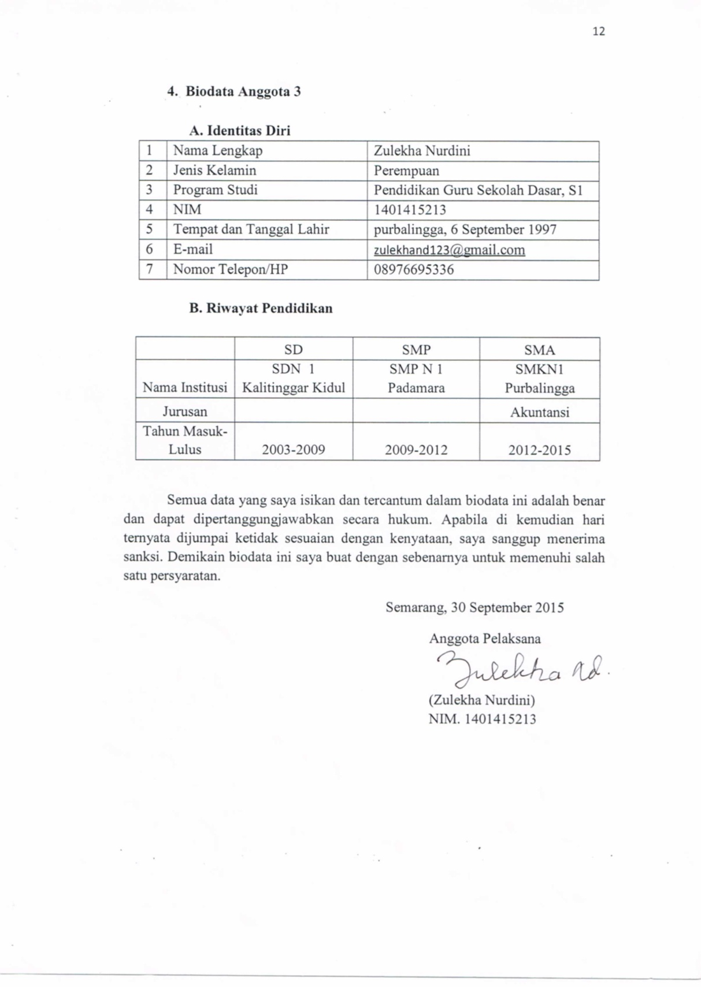 12
4. Biodata Anggota 3
A. Identitas Diri
1 Nama Lengkap Zulekha Nurdini
2 Jenis Kelamin Perempuan
3 Program Studi Pendidikan Guru Sekolah Dasar, S1
4 NIM 1401415213
5 Tempat dan Tanggal Lahir purbalingga, 6 September 1997
6 E-mail zulekhand123@gmail.com
7 Nomor Telepon/HP 08976695336
B. Riwayat Pendidikan
SD SMP SMA
SDN 1 SMP N 1 SMKN1
Nama Institusi Kalitinggar Kidul Padamara Purbalingga
Jurusan Akuntansi
Tahun Masuk-
Lulus 2003-2009 2009-2012 2012-2015
Semua data yang saya isikan dan tercantum dalam biodata ini adalah benar
dan dapat dipertanggungjawabkan secara hukum. Apabila di kemudian hari
ternyata dijumpai ketidak sesuaian dengan kenyataan, saya sanggup menerima
sanksi. Demikain biodata ini saya buat dengan sebenarnya untuk memenuhi salah
satu persyaratan.
Semarang, 30 September 2015
Anggota Pelaksana
Zulekha Nd.
(Zulekha Nurdini)
NIM. 1401415213